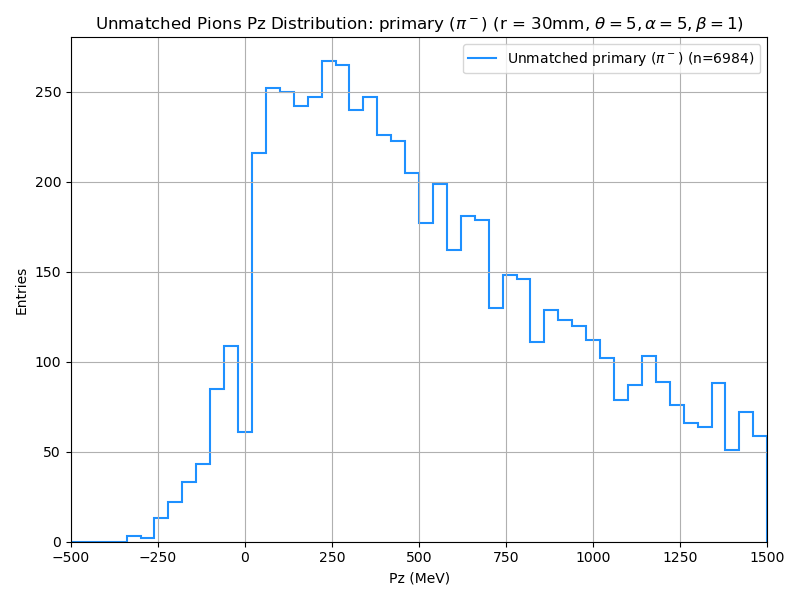 Unmatched Pions Pz Distribution: primary (π⁻) (r = 30mm, θ = 5, α = 5, β = 1)
Unmatched primary (π⁻) (n=6984)
Entries
250
200
150
100
50
0
−500 −250 0 250 500 750 1000 1250 1500
Pz (MeV)